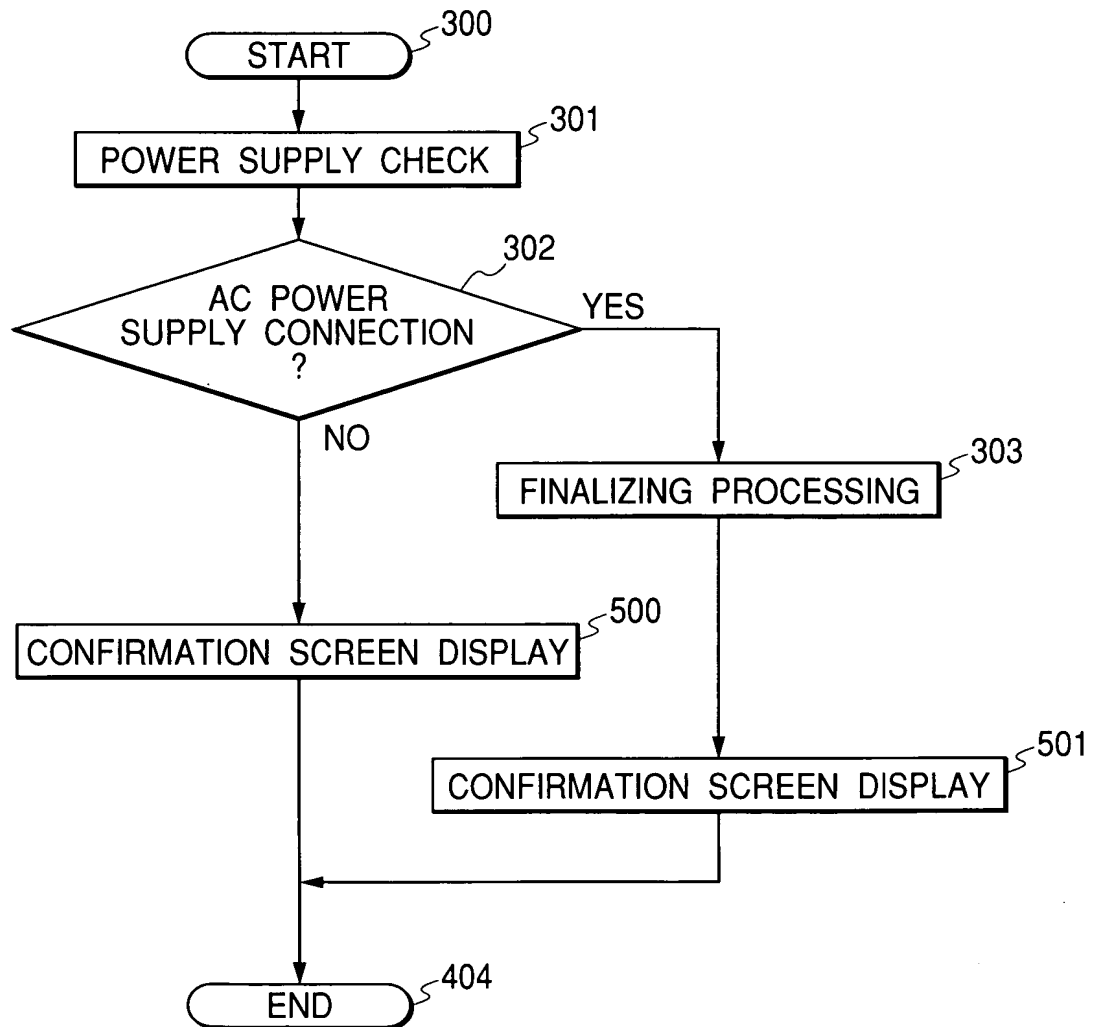 START
300
POWER SUPPLY CHECK
301
AC POWER
SUPPLY CONNECTION
?
302
YES
NO
FINALIZING PROCESSING
303
CONFIRMATION SCREEN DISPLAY
500
CONFIRMATION SCREEN DISPLAY
501
END
404